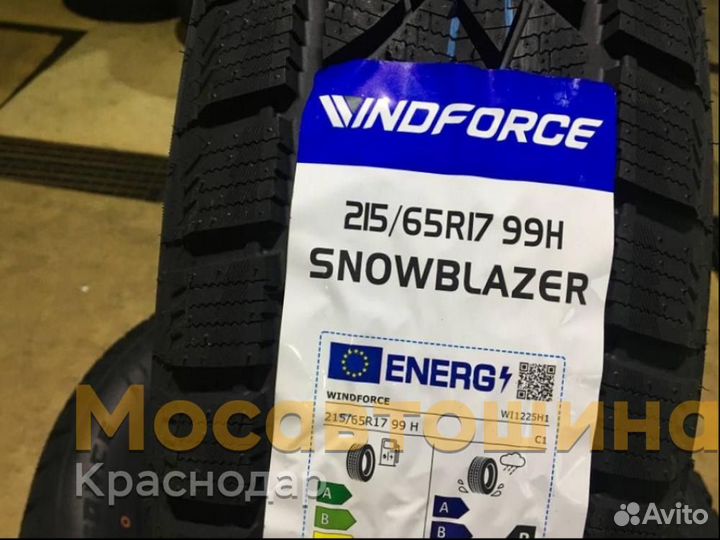 WINDFORCE
215/65R17 99H
SNOWBLAZER
ENERG
WINDFORCE
WI1225H1
215/65R17 99 H
C1
Мосавтошина
Краснодар
A
B
A
B
B
Avito